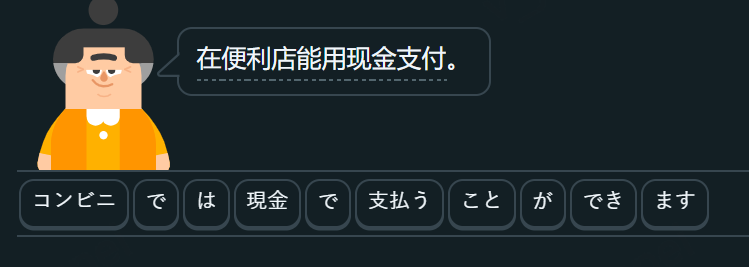 在便利店能用现金支付。
コンビニ で は 現金 で 支払う こと が でき ます